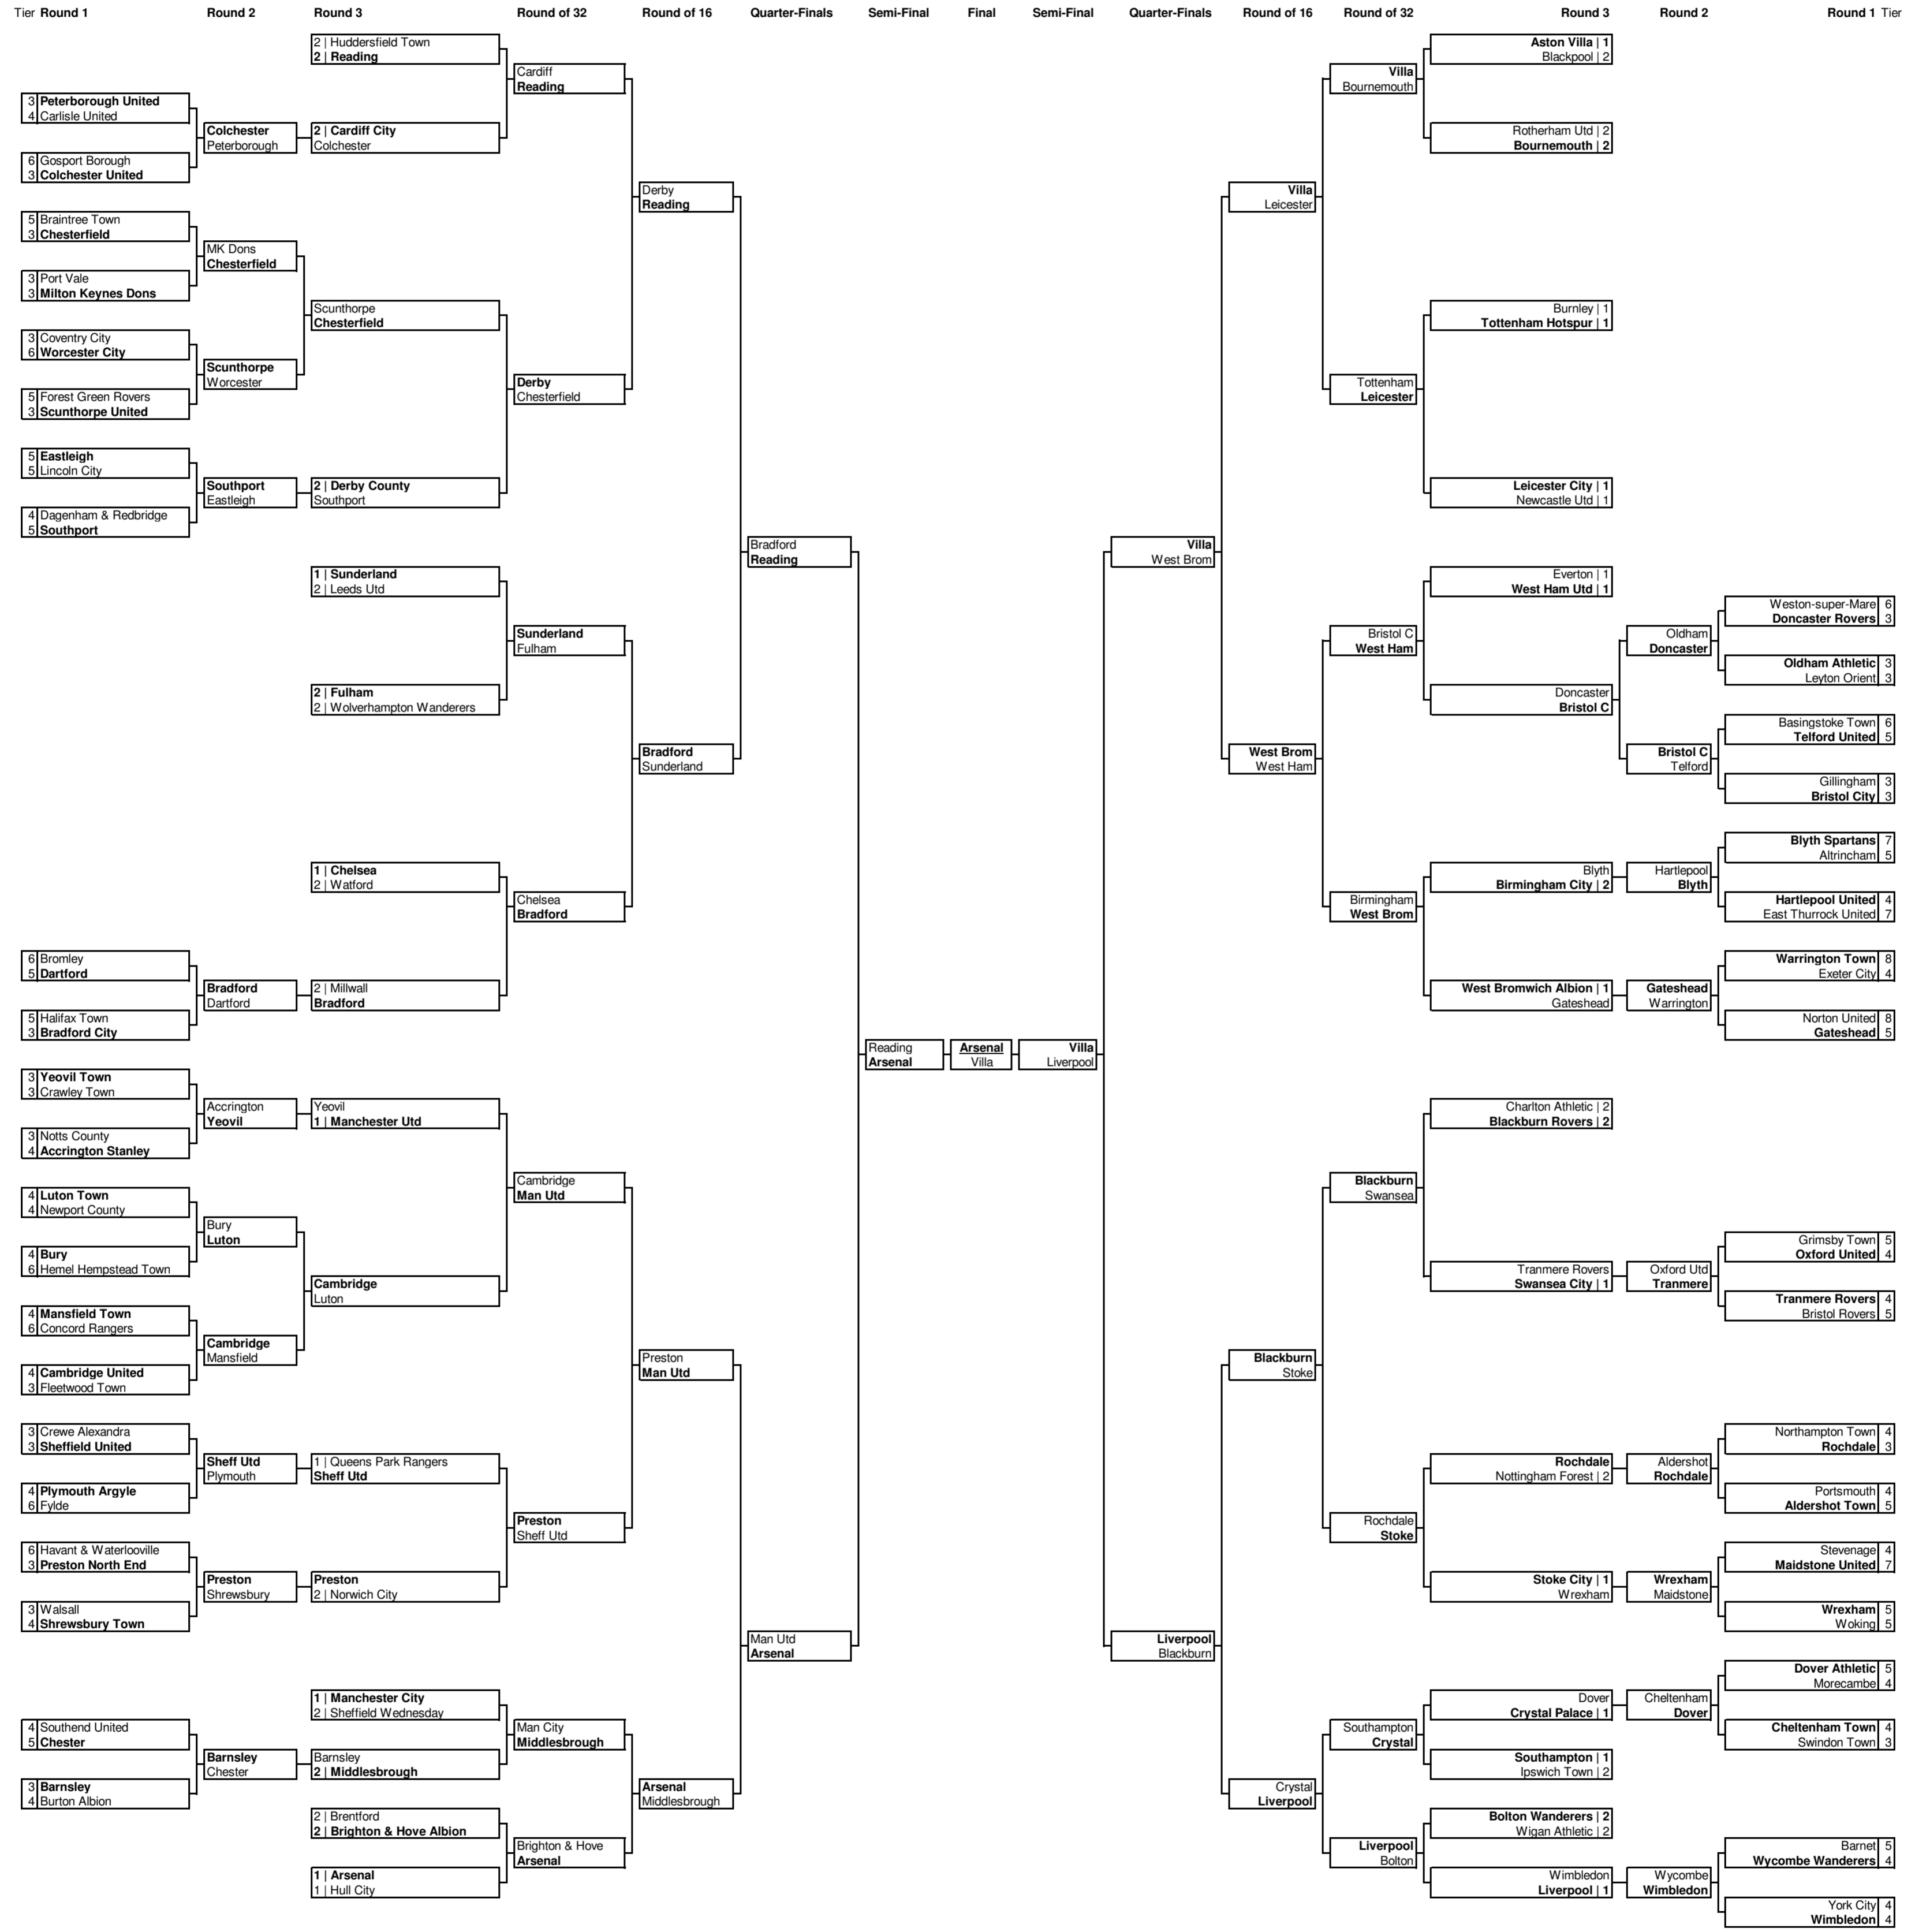 Tier Round 1 Round 2 Round 3 Round of 32 Round of 16 Quarter-Finals Semi-Final Final Semi-Final Quarter-Finals Round of 16 Round of 32 Round 3 Round 2 Round 1 Tier
3 Peterborough United
4 Carlisle United
6 Gosport Borough
3 Colchester United
5 Braintree Town
3 Chesterfield
3 Port Vale
3 Milton Keynes Dons
3 Coventry City
6 Worcester City
5 Forest Green Rovers
3 Scunthorpe United
5 Eastleigh
5 Lincoln City
4 Dagenham & Redbridge
5 Southport
6 Bromley
5 Dartford
5 Halifax Town
3 Bradford City
3 Yeovil Town
3 Crawley Town
3 Notts County
4 Accrington Stanley
4 Luton Town
4 Newport County
4 Bury
6 Hemel Hempstead Town
4 Mansfield Town
6 Concord Rangers
4 Cambridge United
3 Fleetwood Town
3 Crewe Alexandra
3 Sheffield United
4 Plymouth Argyle
6 Fylde
6 Havant & Waterlooville
3 Preston North End
3 Walsall
4 Shrewsbury Town
4 Southend United
5 Chester
3 Barnsley
4 Burton Albion
Colchester
Peterborough
MK Dons
Chesterfield
Scunthorpe
Worcester
Southport
Eastleigh
Bradford
Dartford
Accrington
Yeovil
Bury
Luton
Cambridge
Mansfield
Sheff Utd
Plymouth
Preston
Shrewsbury
Barnsley
Chester
2 | Huddersfield Town
2 | Reading
2 | Cardiff City
Colchester
Scunthorpe
Chesterfield
2 | Derby County
Southport
1 | Sunderland
2 | Leeds Utd
2 | Fulham
2 | Wolverhampton Wanderers
1 | Chelsea
2 | Watford
2 | Millwall
Bradford
Yeovil
1 | Manchester Utd
Cambridge
Luton
1 | Queens Park Rangers
Sheff Utd
Preston
2 | Norwich City
1 | Manchester City
2 | Sheffield Wednesday
Barnsley
2 | Middlesbrough
2 | Brentford
2 | Brighton & Hove Albion
1 | Arsenal
1 | Hull City
Cardiff
Reading
Derby
Chesterfield
Sunderland
Fulham
Chelsea
Bradford
Cambridge
Man Utd
Preston
Sheff Utd
Man City
Middlesbrough
Brighton & Hove
Arsenal
Derby
Reading
Bradford
Sunderland
Preston
Man Utd
Arsenal
Middlesbrough
Bradford
Reading
Man Utd
Arsenal
Reading
Arsenal
Arsenal
Villa
Villa
Liverpool
Villa
West Brom
Liverpool
Blackburn
Villa
Leicester
West Brom
West Ham
Blackburn
Stoke
Crystal
Liverpool
Villa
Bournemouth
Tottenham
Leicester
Bristol C
West Ham
Birmingham
West Brom
Blackburn
Swansea
Rochdale
Stoke
Southampton
Crystal
Liverpool
Bolton
Aston Villa | 1
Blackpool | 2
Rotherham Utd | 2
Bournemouth | 2
Burnley | 1
Tottenham Hotspur | 1
Leicester City | 1
Newcastle Utd | 1
Everton | 1
West Ham Utd | 1
Doncaster
Bristol C
Blyth
Birmingham City | 2
West Bromwich Albion | 1
Gateshead
Charlton Athletic | 2
Blackburn Rovers | 2
Tranmere Rovers
Swansea City | 1
Rochdale
Nottingham Forest | 2
Stoke City | 1
Wrexham
Dover
Crystal Palace | 1
Southampton | 1
Ipswich Town | 2
Bolton Wanderers | 2
Wigan Athletic | 2
Wimbledon
Liverpool | 1
Oldham
Doncaster
Bristol C
Telford
Hartlepool
Blyth
Gateshead
Warrington
Oxford Utd
Tranmere
Aldershot
Rochdale
Wrexham
Maidstone
Cheltenham
Dover
Wycombe
Wimbledon
Weston-super-Mare 6
Doncaster Rovers 3
Oldham Athletic 3
Leyton Orient 3
Basingstoke Town 6
Telford United 5
Gillingham 3
Bristol City 3
Blyth Spartans 7
Altrincham 5
Hartlepool United 4
East Thurrock United 7
Warrington Town 8
Exeter City 4
Norton United 8
Gateshead 5
Grimsby Town 5
Oxford United 4
Tranmere Rovers 4
Bristol Rovers 5
Northampton Town 4
Rochdale 3
Portsmouth 4
Aldershot Town 5
Stevenage 4
Maidstone United 7
Wrexham 5
Woking 5
Dover Athletic 5
Morecambe 4
Cheltenham Town 4
Swindon Town 3
Barnet 5
Wycombe Wanderers 4
York City 4
Wimbledon 4